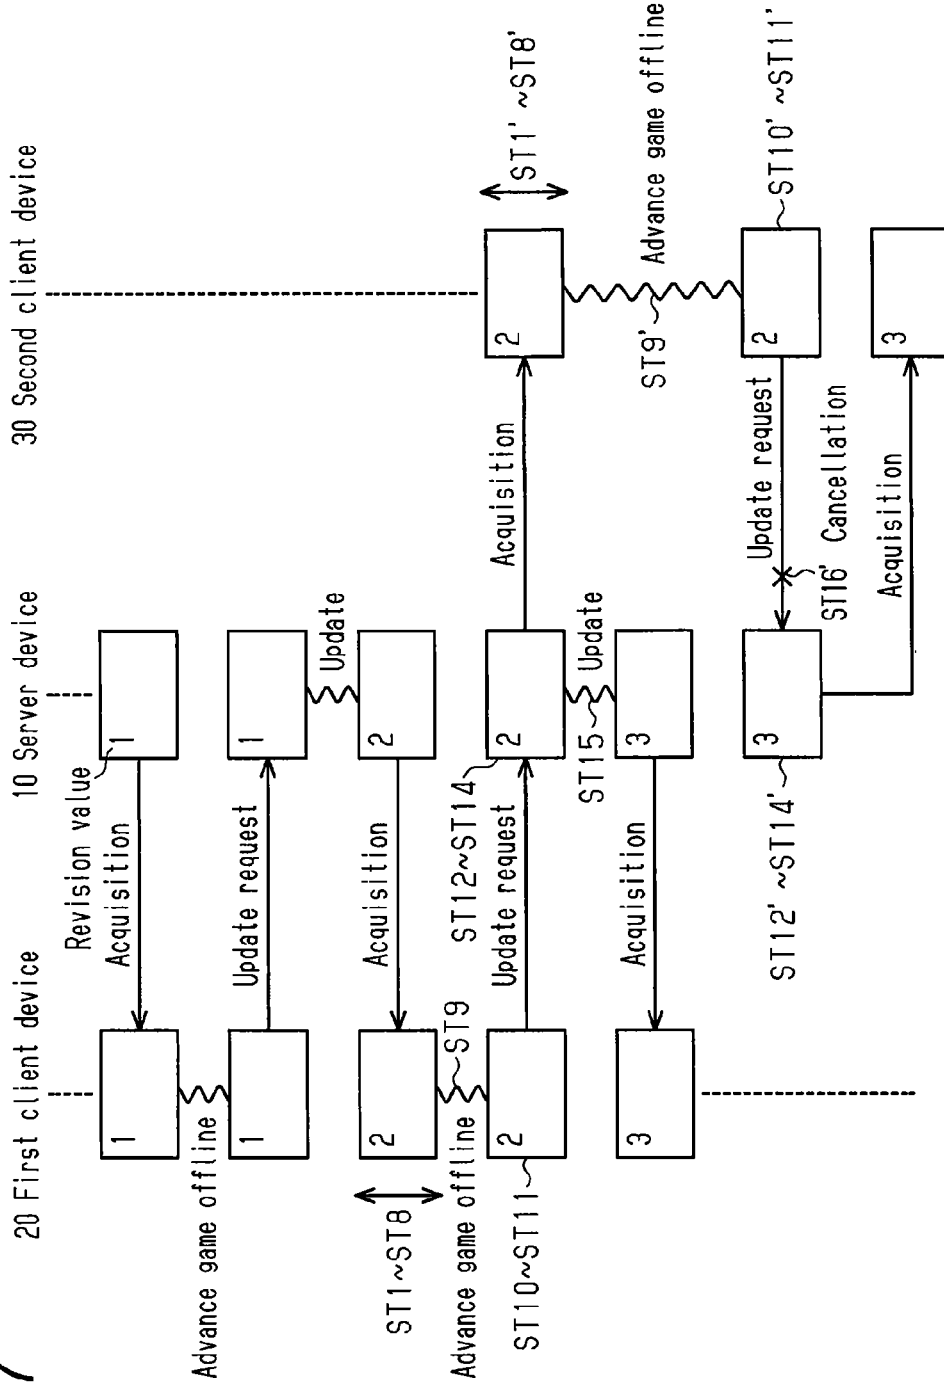 20 First client device
10 Server device
30 Second client device
Revision value
Acquisition
1
1
Advance game offline
1
Update request
1
Update
2
Acquisition
2
ST1~ST8
ST9
Advance game offline
ST12~ST14
2
Update request
2
Acquisition
2
ST1' ~ST8'
ST10~ST11
ST15
Update
3
Acquisition
3
ST9'
Advance game offline
2
ST10' ~ST11'
Update request
ST16'
Cancellation
3
ST12' ~ST14'
Acquisition
3